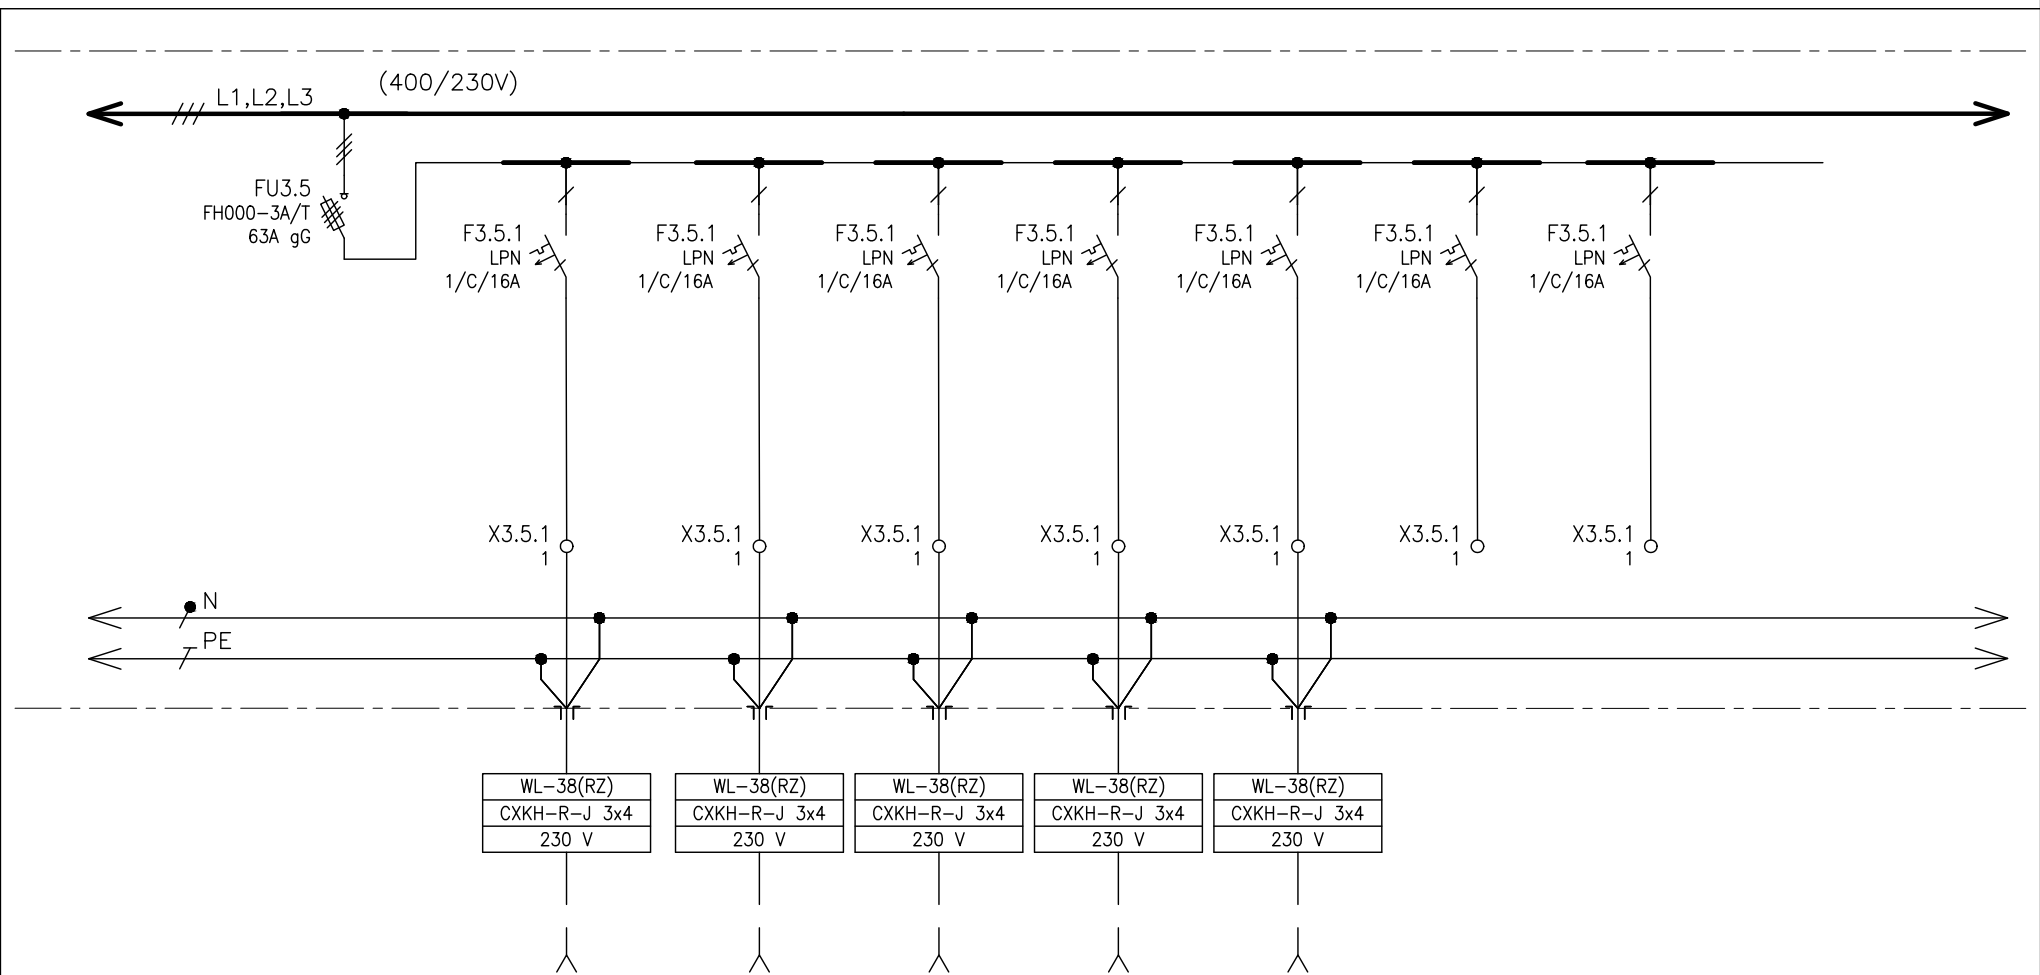 (400/230V)
L1,L2,L3
FU3.5
FH000-3A/T
63A gG
F3.5.1
LPN
1/C/16A
F3.5.1
LPN
1/C/16A
F3.5.1
LPN
1/C/16A
F3.5.1
LPN
1/C/16A
F3.5.1
LPN
1/C/16A
F3.5.1
LPN
1/C/16A
F3.5.1
LPN
1/C/16A
X3.5.1
1
X3.5.1
1
X3.5.1
1
X3.5.1
1
X3.5.1
1
X3.5.1
1
X3.5.1
1
N
PE
WL-38(RZ)
CXKH-R-J 3x4
230 V
WL-38(RZ)
CXKH-R-J 3x4
230 V
WL-38(RZ)
CXKH-R-J 3x4
230 V
WL-38(RZ)
CXKH-R-J 3x4
230 V
WL-38(RZ)
CXKH-R-J 3x4
230 V